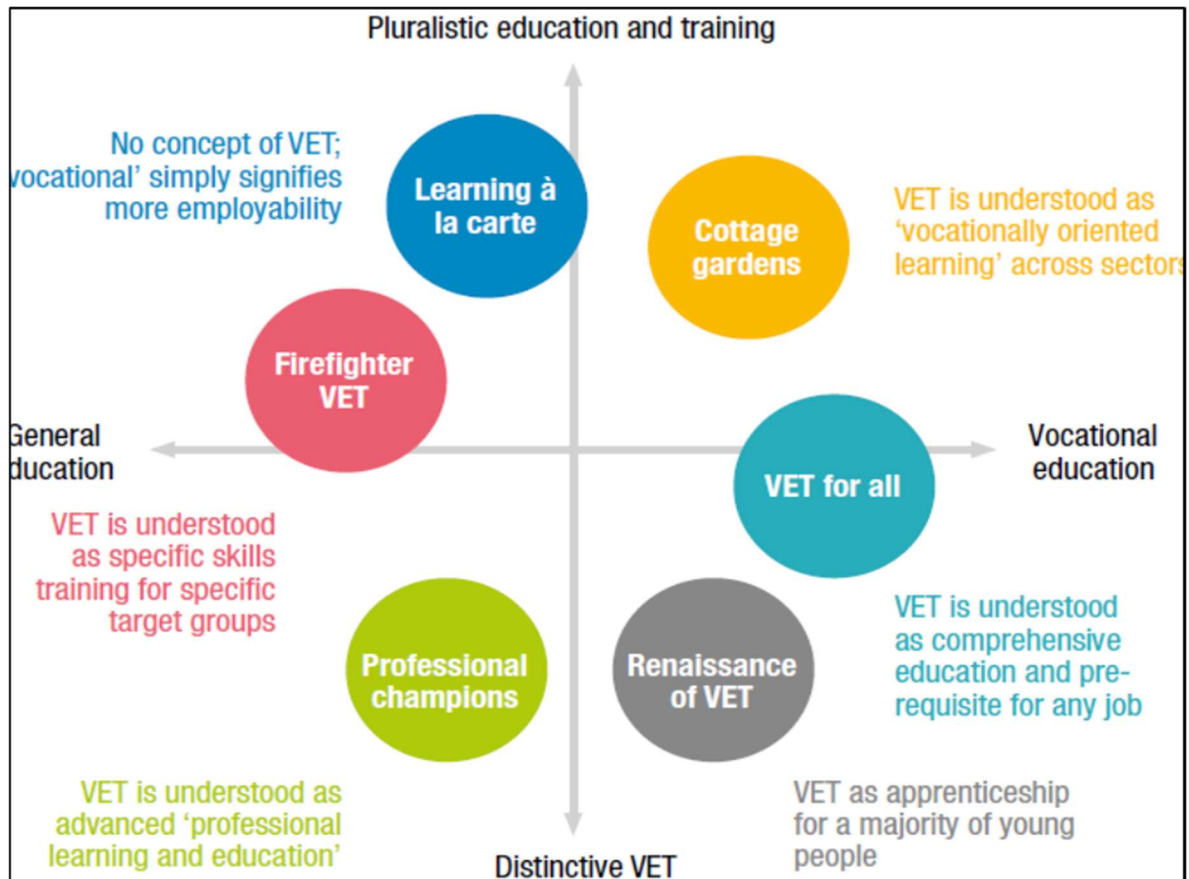 Pluralistic education and training
No concept of VET;
vocational’ simply signifies
more employability
Learning à
la carte
Cottage
gardens
VET is understood as
‘vocationally oriented
learning’ across sectors
Firefighter
VET
General
ducation
Vocational
education
VET for all
VET is understood
as specific skills
training for specific
target groups
Professional
champions
Renaissance
of VET
VET is understood
as comprehensive
education and pre-
requisite for any job
VET is understood as
advanced ‘professional
learning and education’
VET as apprenticeship
for a majority of young
people
Distinctive VET